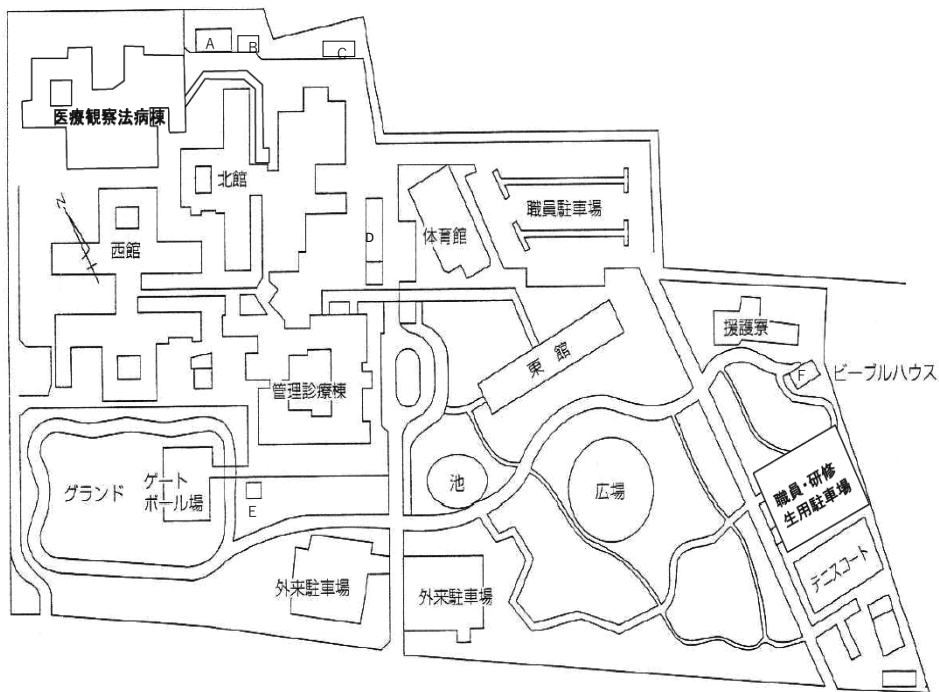 A
B
C
医療観察法病棟
北館
N
西館
D
体育館
職員駐車場
援護寮
東館
管理診療棟
F
ピープルハウス
グランド
ゲート
ボール場
E
池
広場
職員・研修
生用駐車場
テニスコート
外来駐車場
外来駐車場